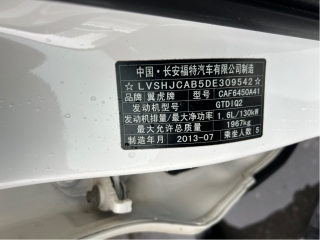 中国·长安福特汽车有限公司制造
★LVSHJCAB5DE309542★
品牌 翼虎牌 型号 CAF6450A41
发动机型号 GTDIQ2
发动机排量/最大净功率 1.6L/130kW
最大允许总质量 1967kg
制造年月 2013-07 乘坐人数 5